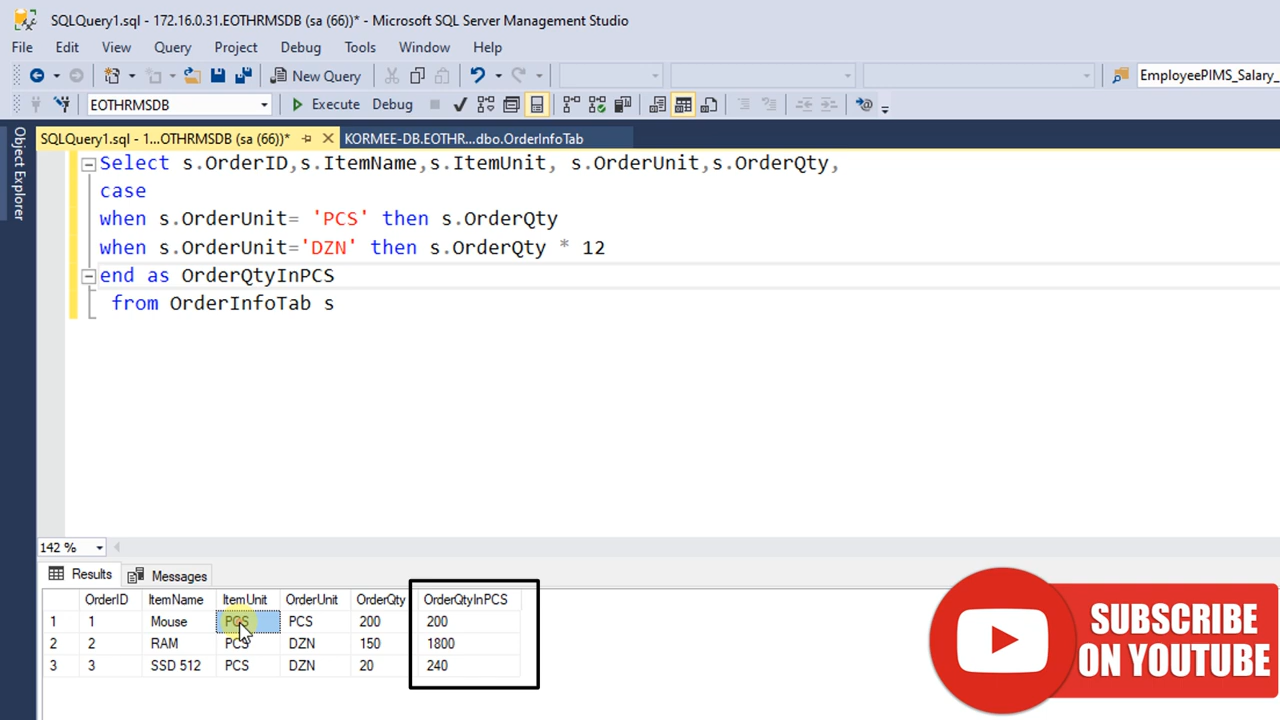 SQLQuery1.sql - 172.16.0.31.EOTHRMSDB (sa (66))* - Microsoft SQL Server Management Studio
File Edit View Query Project Debug Tools Window Help
New Query
EmployeePIMS_Salary_
EOTHRMSDB Execute Debug
SQLQuery1.sql - 1...OTHRMSDB (sa (66))* KORMEE-DB.EOTHR...dbo.OrderInfoTab
Object Explorer
Select s.OrderID,s.ItemName,s.ItemUnit, s.OrderUnit,s.OrderQty,
case
when s.OrderUnit= 'PCS' then s.OrderQty
when s.OrderUnit='DZN' then s.OrderQty * 12
end as OrderQtyInPCS
from OrderInfoTab s
142 %
Results Messages
OrderID ItemName ItemUnit OrderUnit OrderQty OrderQtyInPCS
1 1 Mouse PCS PCS 200 200
2 2 RAM PCS DZN 150 1800
3 3 SSD 512 PCS DZN 20 240
SUBSCRIBE
ON YOUTUBE